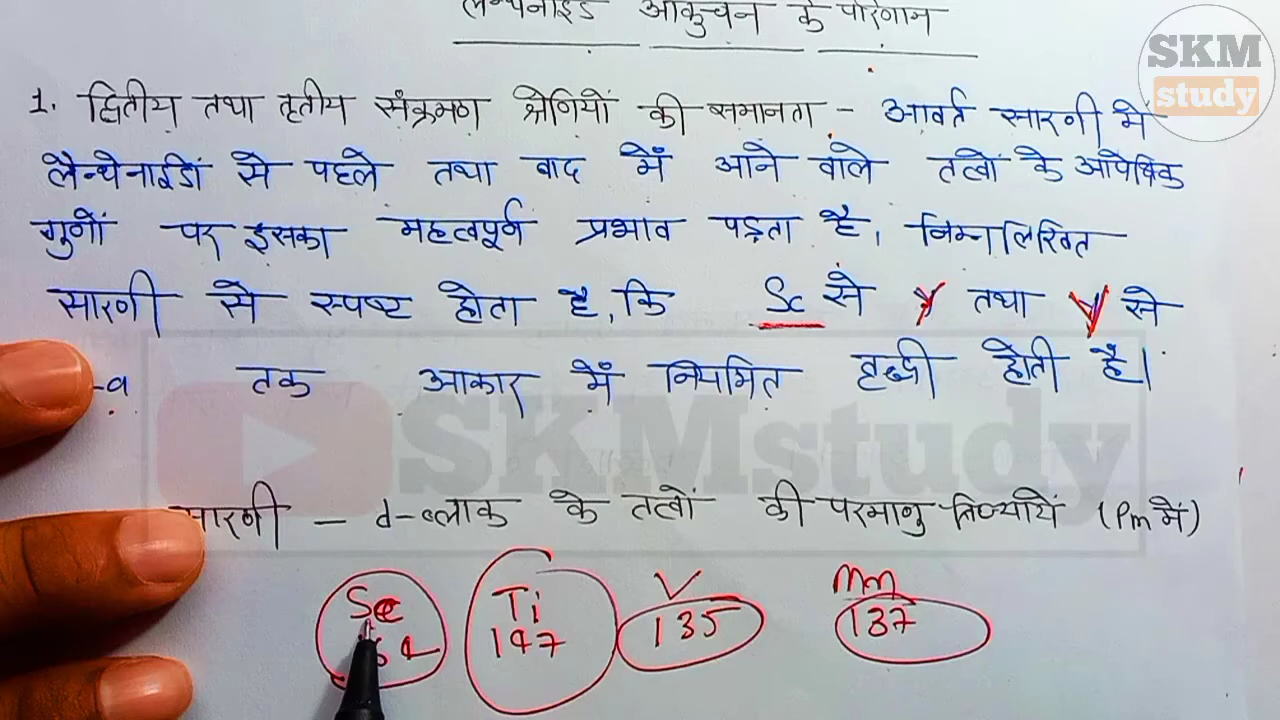 लैन्थेनाइड आकुंचन के परिणाम
SKM
study
1. द्वितीय तथा तृतीय संक्रमण श्रेणियों की समानता - आवर्त सारणी में
लैन्थेनाईडों से पहले तथा बाद में आने वाले तत्वों के आपेक्षिक
गुनों पर इसका महत्वपूर्ण प्रभाव पड़ता है, निम्नलिखित
सारणी से स्पष्ट होता है, कि Sc से Y तथा Y से
तक आकार में नियमित वृद्धी होती है।
SKMstudy
सारणी - d-ब्लाक के तत्वों की परमाणु त्रिज्यायें (Pm में)
Sc Ti V Mn
147 135 137